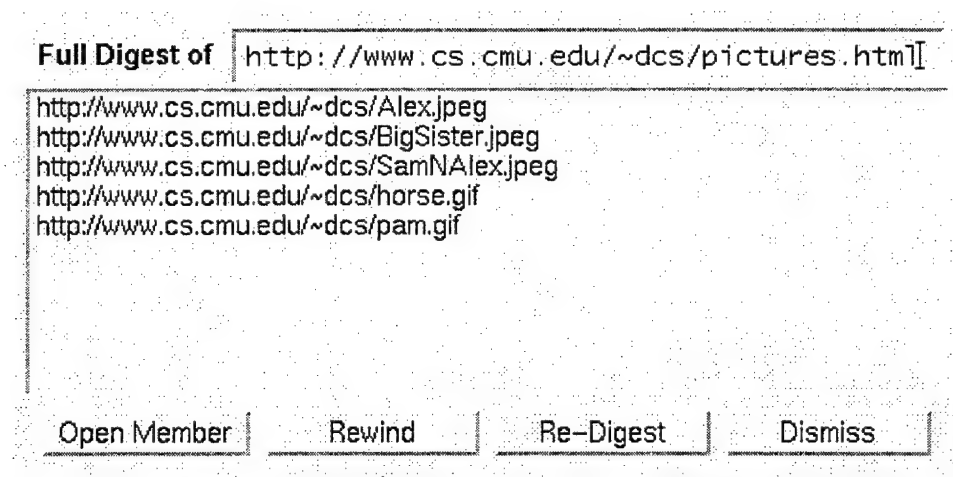 Full Digest of http://www.cs.cmu.edu/~dcs/pictures.html
http://www.cs.cmu.edu/~dcs/Alex.jpeg
http://www.cs.cmu.edu/~dcs/BigSister.jpeg
http://www.cs.cmu.edu/~dcs/SamNAlex.jpeg
http://www.cs.cmu.edu/~dcs/horse.gif
http://www.cs.cmu.edu/~dcs/pam.gif
Open Member Rewind Re-Digest Dismiss